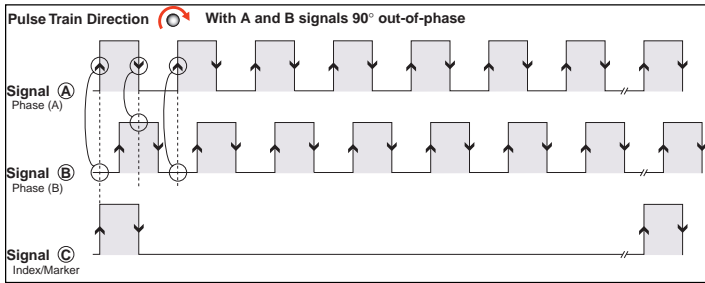 Pulse Train Direction With A and B signals 90° out-of-phase
Signal A
Phase (A)
Signal B
Phase (B)
Signal C
Index/Marker